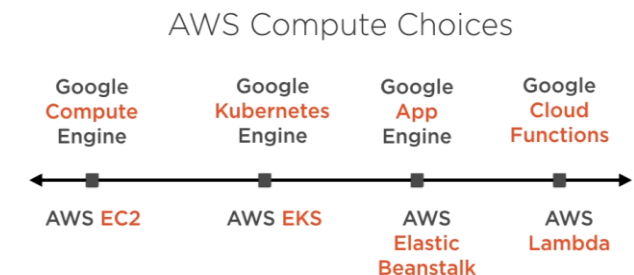 AWS Compute Choices
Google
Compute
Engine
Google
Kubernetes
Engine
Google
App
Engine
Google
Cloud
Functions
AWS EC2
AWS EKS
AWS
Elastic
Beanstalk
AWS
Lambda